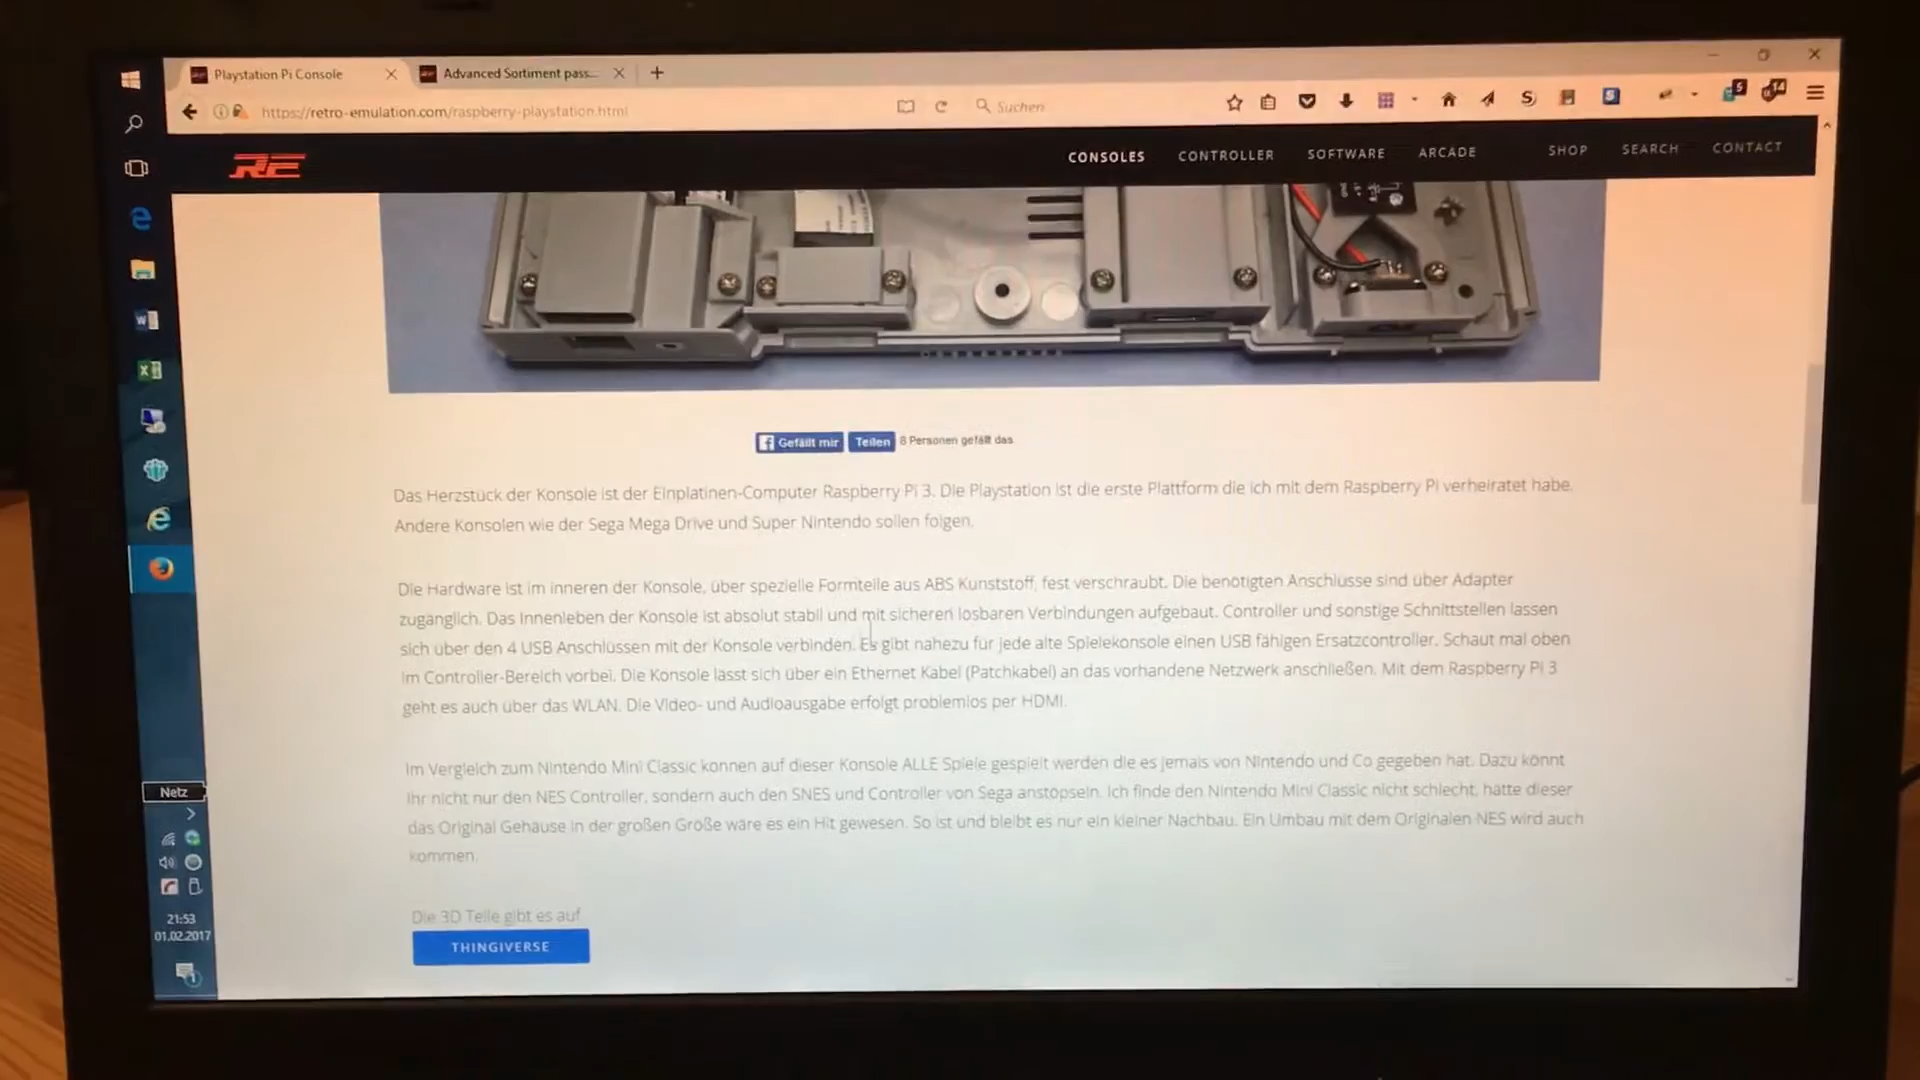 Playstation Pi Console
Advanced Sortiment pass...
https://retro-emulation.com/raspberry-playstation.html
Suchen
5
14
RE
CONSOLES CONTROLLER SOFTWARE ARCADE SHOP SEARCH CONTACT
Gefällt mir Teilen 8 Personen gefällt das
Das Herzstück der Konsole ist der Einplatinen-Computer Raspberry Pi 3. Die Playstation ist die erste Plattform die ich mit dem Raspberry Pi verheiratet habe.
Andere Konsolen wie der Sega Mega Drive und Super Nintendo sollen folgen.
Die Hardware ist im inneren der Konsole, über spezielle Formteile aus ABS Kunststoff, fest verschraubt. Die benötigten Anschlüsse sind über Adapter
zugänglich. Das Innenleben der Konsole ist absolut stabil und mit sicheren lösbaren Verbindungen aufgebaut. Controller und sonstige Schnittstellen lassen
sich über den 4 USB Anschlüssen mit der Konsole verbinden. Es gibt nahezu für jede alte Spielekonsole einen USB fähigen Ersatzcontroller. Schaut mal oben
im Controller-Bereich vorbei. Die Konsole lässt sich über ein Ethernet Kabel (Patchkabel) an das vorhandene Netzwerk anschließen. Mit dem Raspberry Pi 3
geht es auch über das WLAN. Die Video- und Audioausgabe erfolgt problemlos per HDMI.
Im Vergleich zum Nintendo Mini Classic können auf dieser Konsole ALLE Spiele gespielt werden die es jemals von Nintendo und Co gegeben hat. Dazu könnt
ihr nicht nur den NES Controller, sondern auch den SNES und Controller von Sega anstöpseln. Ich finde den Nintendo Mini Classic nicht schlecht, hätte dieser
das Original Gehäuse in der großen Größe wäre es ein Hit gewesen. So ist und bleibt es nur ein kleiner Nachbau. Ein Umbau mit dem Originalen NES wird auch
kommen.
Die 3D Teile gibt es auf
THINGIVERSE
Netz
21:53
01.02.2017